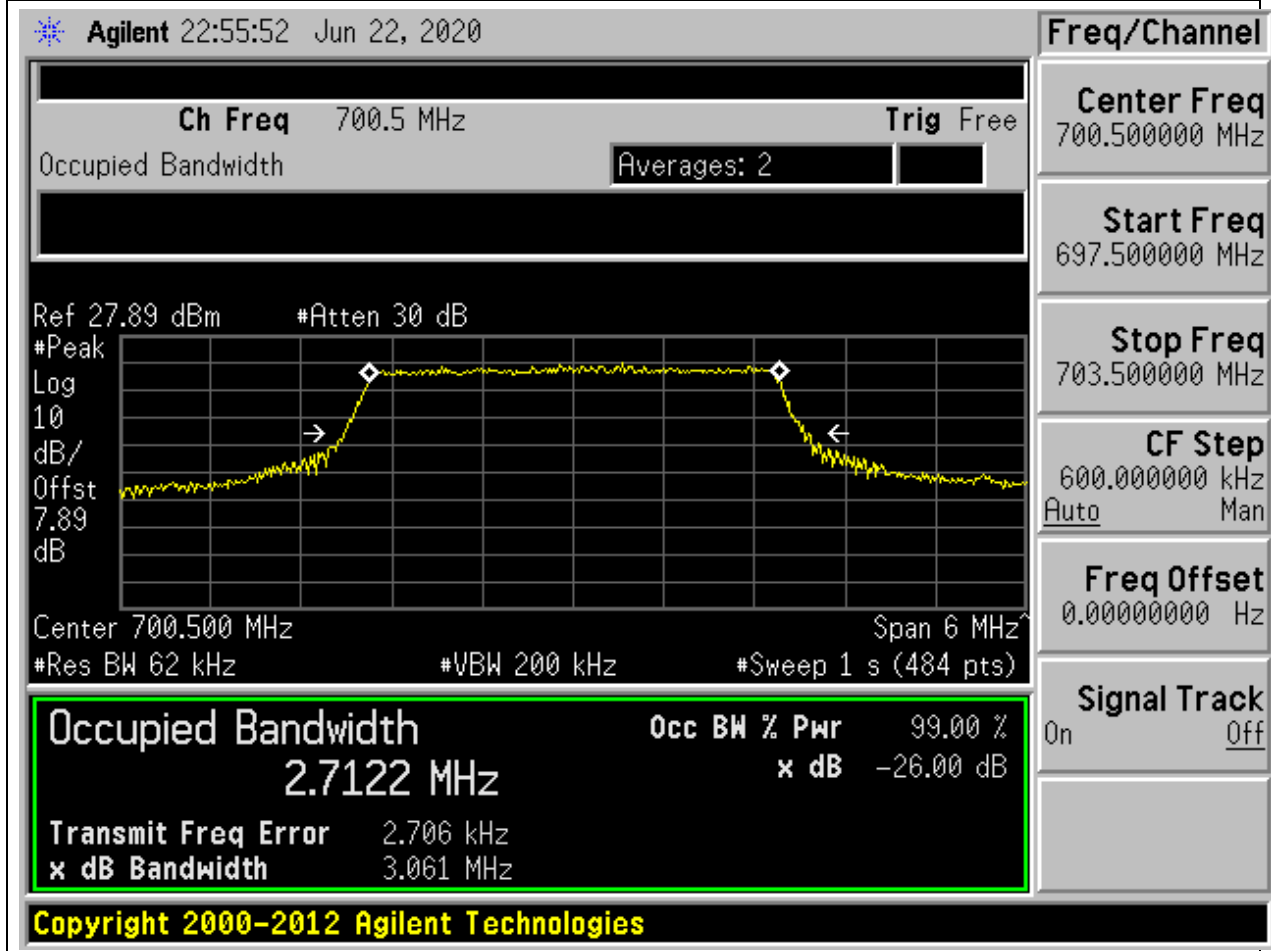 Agilent 22:55:52 Jun 22, 2020
Freq/Channel
Ch Freq 700.5 MHz Trig Free
Occupied Bandwidth Averages: 2
Ref 27.89 dBm #Atten 30 dB
#Peak
Log
10
dB/
Offst
7.89
dB
Center 700.500 MHz Span 6 MHz^
#Res BW 62 kHz #VBW 200 kHz #Sweep 1 s (484 pts)
Occupied Bandwidth
2.7122 MHz
Occ BW % Pwr 99.00 %
x dB -26.00 dB
Transmit Freq Error 2.706 kHz
x dB Bandwidth 3.061 MHz
Center Freq
700.500000 MHz
Start Freq
697.500000 MHz
Stop Freq
703.500000 MHz
CF Step
600.000000 kHz
Auto Man
Freq Offset
0.00000000 Hz
Signal Track
On Off
Copyright 2000-2012 Agilent Technologies